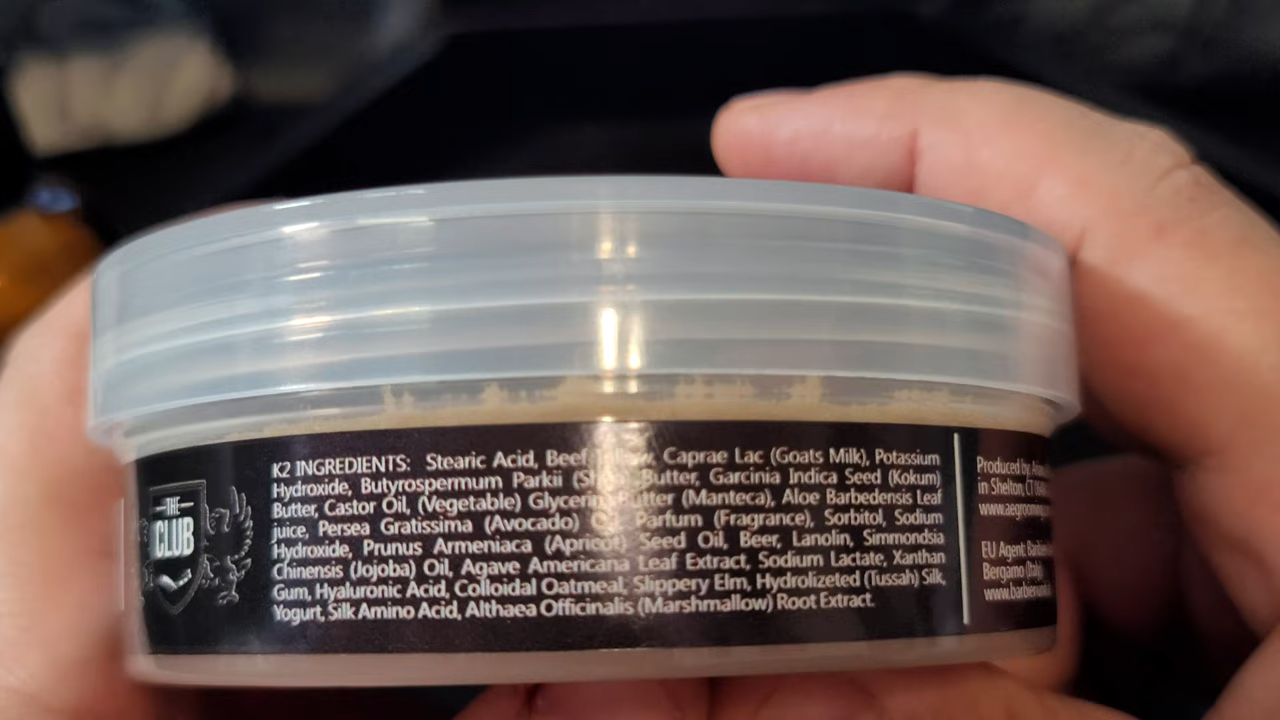 THE
CLUB
K2 INGREDIENTS: Stearic Acid, Beef Caprae Lac (Goats Milk), Potassium
Hydroxide, Butyrospermum Parkii Butter, Garcinia Indica Seed (Kokum)
Butter, Castor Oil, (Vegetable) Glycerin, Butter (Manteca), Aloe Barbedensis Leaf
juice, Persea Gratissima (Avocado) Parfum (Fragrance), Sorbitol, Sodium
Hydroxide, Prunus Armeniaca (Apricot) Seed Oil, Beer, Lanolin, Simmondsia
Chinensis (Jojoba) Oil, Agave Americana Leaf Extract, Sodium Lactate, Xanthan
Gum, Hyaluronic Acid, Colloidal Oatmeal, Slippery Elm, Hydrolizeted (Tussah) Silk,
Yogurt, Silk Amino Acid, Althaea Officinalis (Marshmallow) Root Extract.
Produced by:
in Shelton, CT
EU Agent:
Bergamo